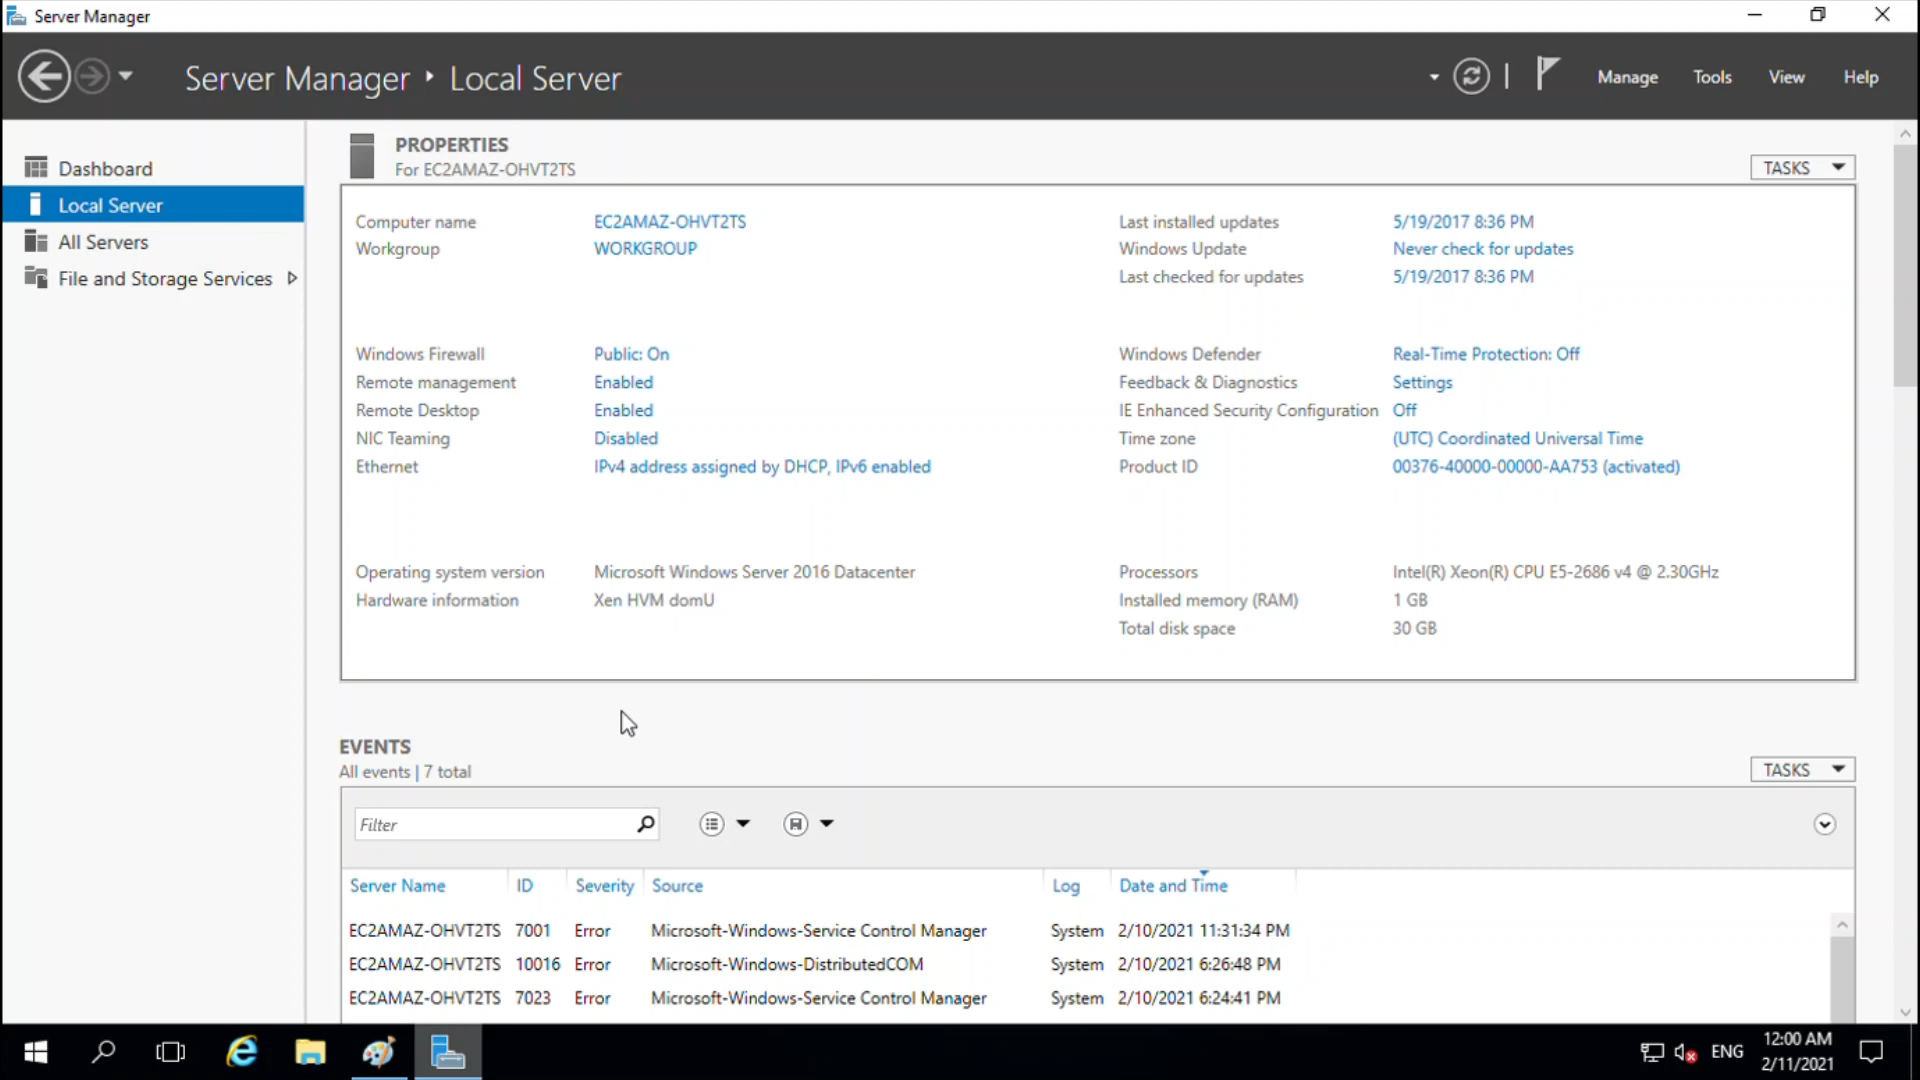 Server Manager
Server Manager ‣ Local Server
Manage Tools View Help
Dashboard
Local Server
All Servers
File and Storage Services
PROPERTIES
For EC2AMAZ-OHVT2TS
TASKS
Computer name EC2AMAZ-OHVT2TS Last installed updates 5/19/2017 8:36 PM
Workgroup WORKGROUP Windows Update Never check for updates
Last checked for updates 5/19/2017 8:36 PM
Windows Firewall Public: On Windows Defender Real-Time Protection: Off
Remote management Enabled Feedback & Diagnostics Settings
Remote Desktop Enabled IE Enhanced Security Configuration Off
NIC Teaming Disabled Time zone (UTC) Coordinated Universal Time
Ethernet IPv4 address assigned by DHCP, IPv6 enabled Product ID 00376-40000-00000-AA753 (activated)
Operating system version Microsoft Windows Server 2016 Datacenter Processors Intel(R) Xeon(R) CPU E5-2686 v4 @ 2.30GHz
Hardware information Xen HVM domU Installed memory (RAM) 1 GB
Total disk space 30 GB
EVENTS
All events | 7 total
TASKS
Filter
Server Name ID Severity Source Log Date and Time
EC2AMAZ-OHVT2TS 7001 Error Microsoft-Windows-Service Control Manager System 2/10/2021 11:31:34 PM
EC2AMAZ-OHVT2TS 10016 Error Microsoft-Windows-DistributedCOM System 2/10/2021 6:26:48 PM
EC2AMAZ-OHVT2TS 7023 Error Microsoft-Windows-Service Control Manager System 2/10/2021 6:24:41 PM
ENG
12:00 AM
2/11/2021